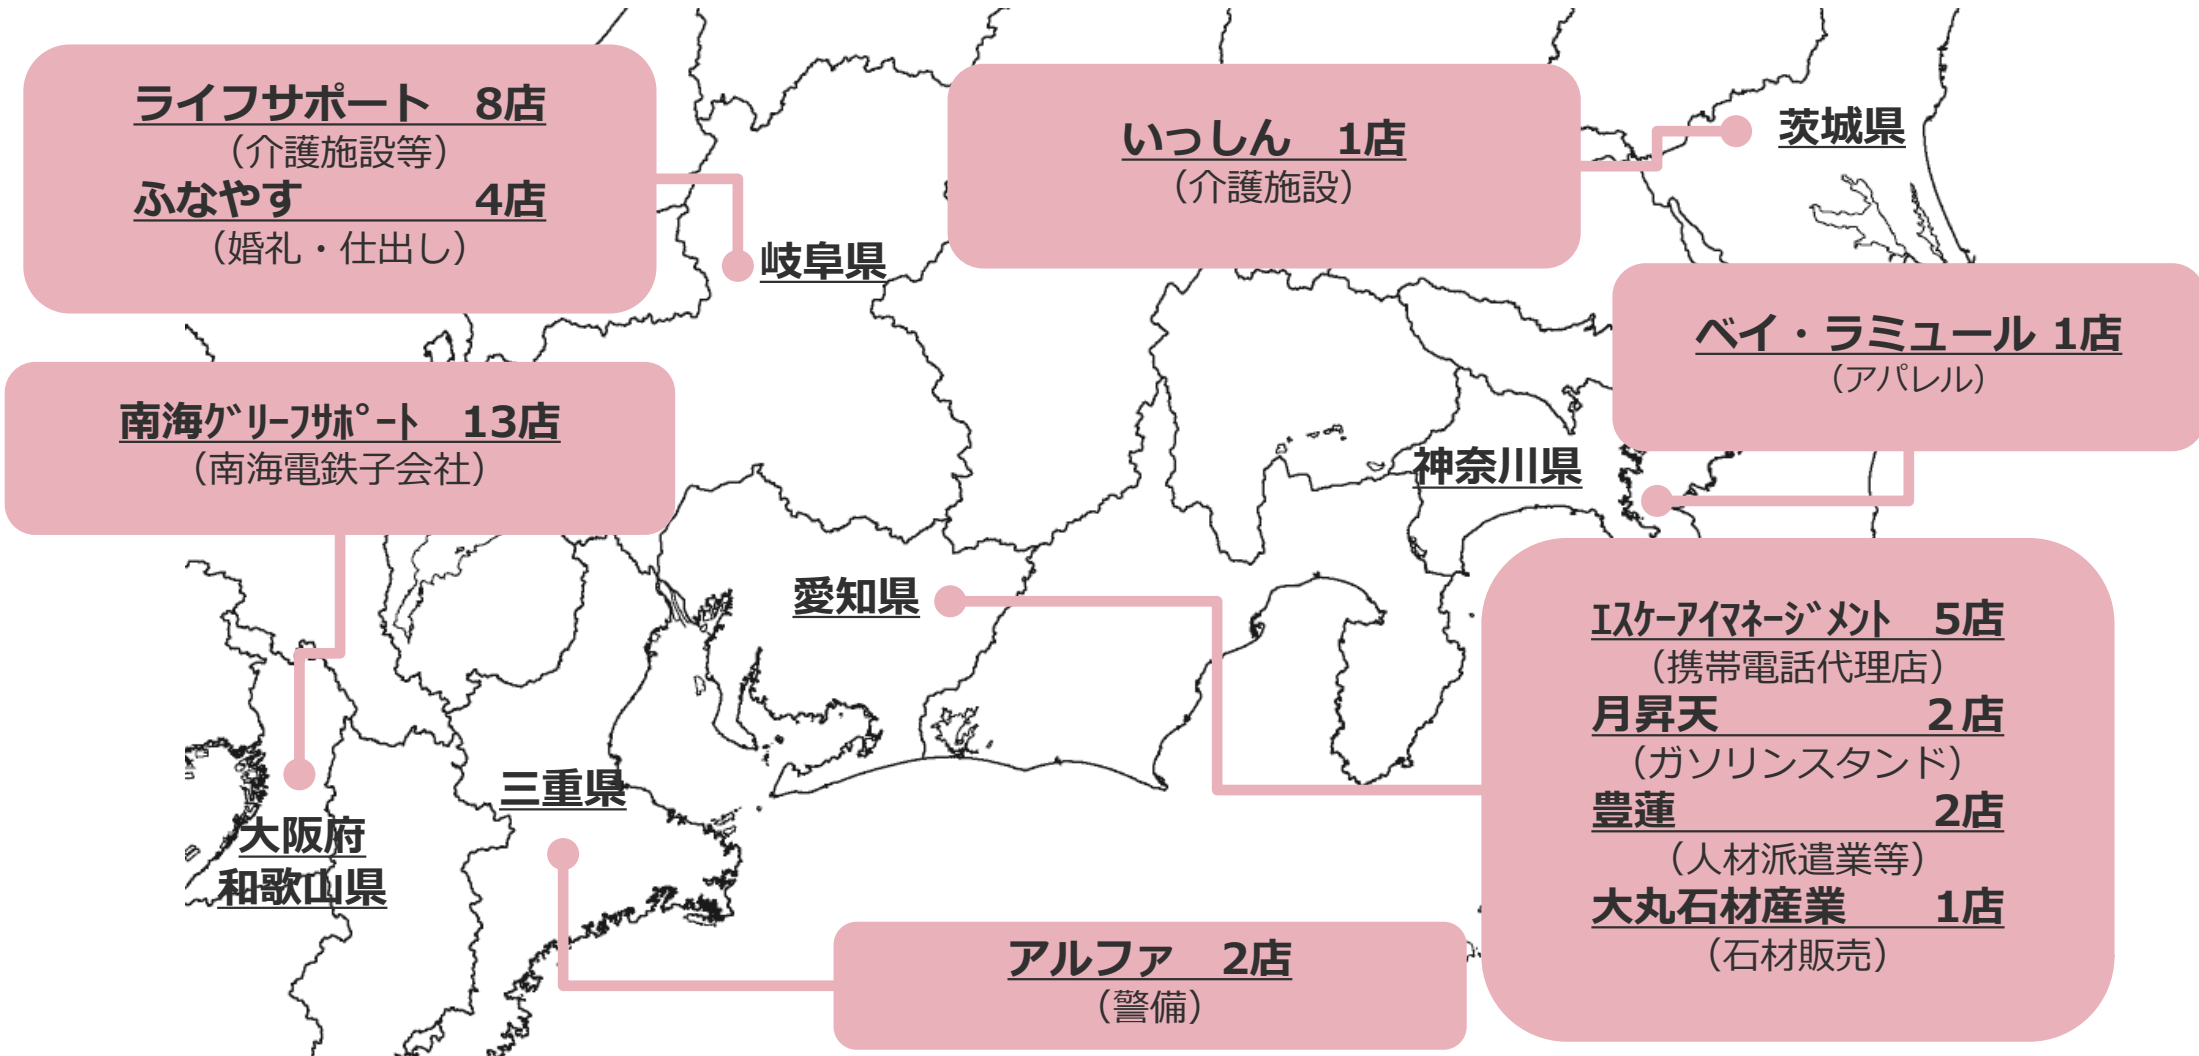 ライフサポート 8店
（介護施設等）
ふなやす 4店
（婚礼・仕出し）
岐阜県
いっしん 1店
（介護施設）
茨城県
ベイ・ラミュール 1店
（アパレル）
神奈川県
南海ｸﾞﾘｰﾌｻﾎﾟｰﾄ 13店
（南海電鉄子会社）
大阪府
和歌山県
愛知県
ｴｽｹｰｱｲﾏﾈｰｼﾞﾒﾝﾄ 5店
（携帯電話代理店）
月昇天 2店
（ガソリンスタンド）
豊蓮 2店
（人材派遣業等）
大丸石材産業 1店
（石材販売）
三重県
アルファ 2店
（警備）